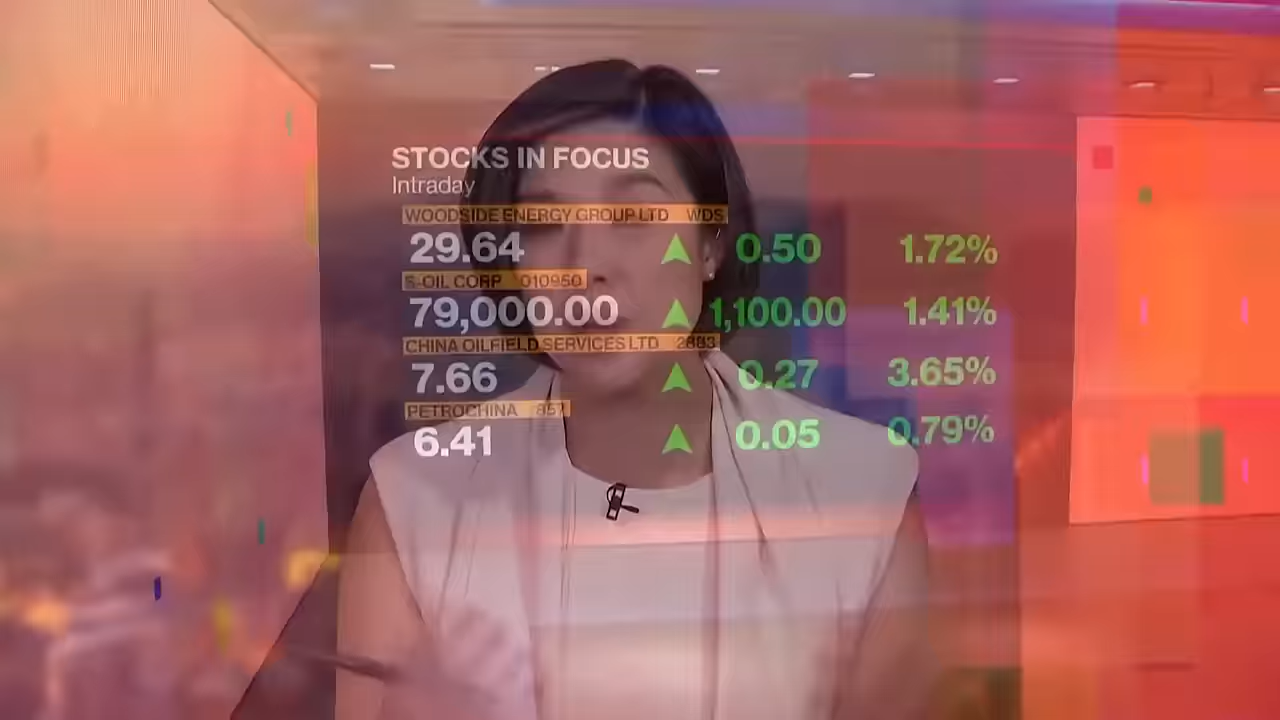 STOCKS IN FOCUS
Intraday
WOODSIDE ENERGY GROUP LTD WDS
29.64 ▲ 0.50 1.72%
S-OIL CORP 010950
79,000.00 ▲ 1,100.00 1.41%
CHINA OILFIELD SERVICES LTD 2883
7.66 ▲ 0.27 3.65%
PETROCHINA 857
6.41 ▲ 0.05 0.79%